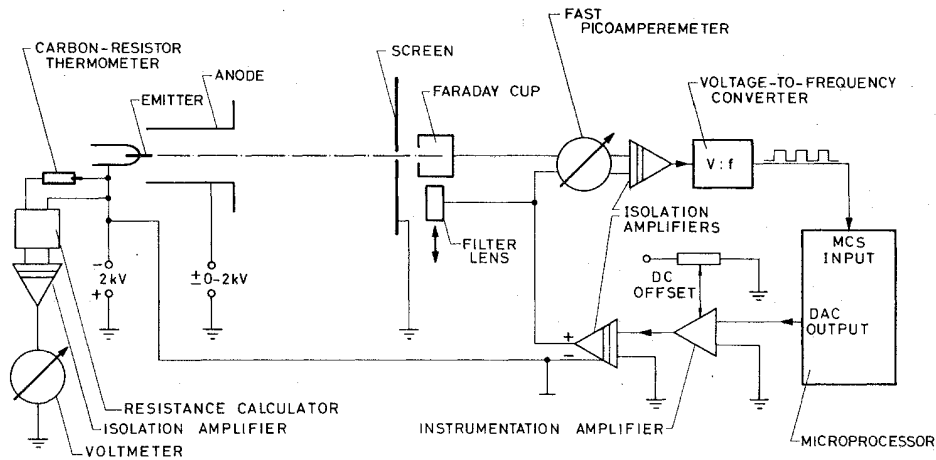 FAST
PICOAMPEREMETER
CARBON-RESISTOR
THERMOMETER
ANODE
EMITTER
SCREEN
FARADAY CUP
VOLTAGE-TO-FREQUENCY
CONVERTER
V:f
FILTER
LENS
ISOLATION
AMPLIFIERS
MCS
INPUT
DC
OFFSET
DAC
OUTPUT
-
2kV
+
±0-2kV
+
-
RESISTANCE CALCULATOR
ISOLATION AMPLIFIER
VOLTMETER
INSTRUMENTATION AMPLIFIER
MICROPROCESSOR